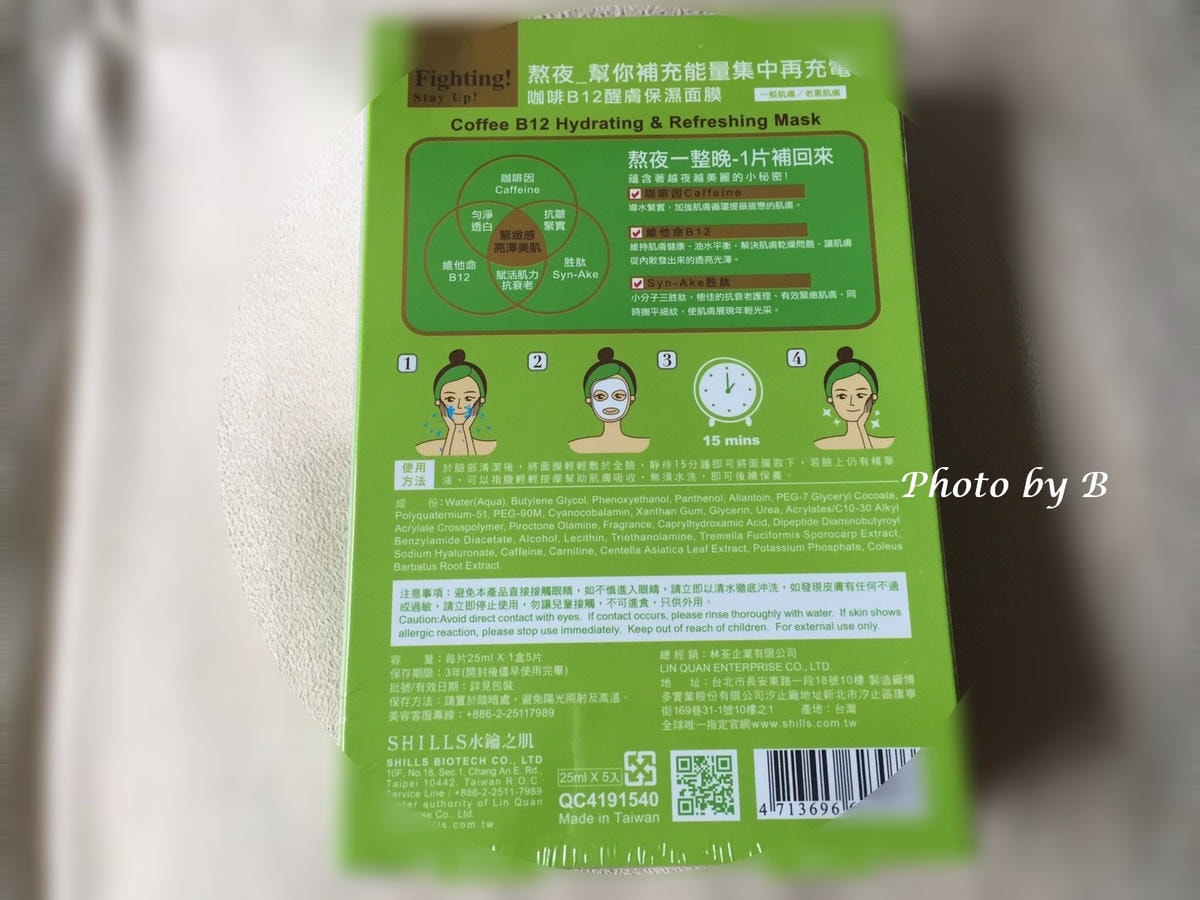 Fighting!
Stay Up!
熬夜_幫你補充能量集中再充電
咖啡B12醒膚保濕面膜
一般肌膚／老累肌膚
Coffee B12 Hydrating & Refreshing Mask
咖啡因
Caffeine
勻淨
透白
抗皺
緊實
緊緻感
亮澤美肌
維他命
B12
賦活肌力
抗衰老
胜肽
Syn-Ake
熬夜一整晚-1片補回來
蘊含著越夜越美麗的小秘密!
咖啡因Caffeine
導水緊實，加強肌膚循環提振疲憊的肌膚。
維他命B12
維持肌膚健康、油水平衡，解決肌膚乾燥問題，讓肌膚
從內散發出來的透亮光澤。
Syn-Ake胜肽
小分子三胜肽，極佳的抗衰老護理、有效緊緻肌膚，同
時撫平細紋，使肌膚展現年輕光采。
1
2
3
4
15 mins
使用
方法
於臉部清潔後，將面膜輕輕敷於全臉，靜待15分鐘即可將面膜取下，若臉上仍有精華
液，可以指腹輕輕按摩幫助肌膚吸收，無須水洗，即可後續保養。
成　份:Water(Aqua), Butylene Glycol, Phenoxyethanol, Panthenol, Allantoin, PEG-7 Glyceryl Cocoate,
Polyquaternium-51, PEG-90M, Cyanocobalamin, Xanthan Gum, Glycerin, Urea, Acrylates/C10-30 Alkyl
Acrylate Crosspolymer, Piroctone Olamine, Fragrance, Caprylhydroxamic Acid, Dipeptide Diaminobutyroyl
Benzylamide Diacetate, Alcohol, Lecithin, Triethanolamine, Tremella Fuciformis Sporocarp Extract,
Sodium Hyaluronate, Caffeine, Carnitine, Centella Asiatica Leaf Extract, Potassium Phosphate, Coleus
Barbatus Root Extract
注意事項：避免本產品直接接觸眼睛，如不慎進入眼睛，請立即以清水徹底沖洗，如發現皮膚有任何不適
或過敏，請立即停止使用，勿讓兒童接觸，不可進食，只供外用。
Caution:Avoid direct contact with eyes. If contact occurs, please rinse thoroughly with water. If skin shows
allergic reaction, please stop use immediately. Keep out of reach of children. For external use only.
容　量：每片25ml X 1盒5片
保存期限：3年(開封後儘早使用完畢)
批號/有效日期：詳見包裝
保存方法：請置於陰暗處，避免陽光照射及高溫。
美容客服專線：+886-2-25117989
總 經 銷：林荃企業有限公司
LIN QUAN ENTERPRISE CO., LTD.
地　址：台北市長安東路一段18號10樓 製造廠博
多實業股份有限公司汐止廠地址新北市汐止區康寧
街169巷31-1號10樓之1　產地：台灣
全球唯一指定官網www.shills.com.tw
SHILLS水鑰之肌
SHILLS BIOTECH CO., LTD
10F, No.18, Sec.1, Chang An E. Rd.,
Taipei 10442, Taiwan R.O.C.
Service Line / +886-2-2511-7989
authority of Lin Quan
Co., Ltd.
25ml X 5入
QC4191540
Made in Taiwan
4 713696
Photo by B